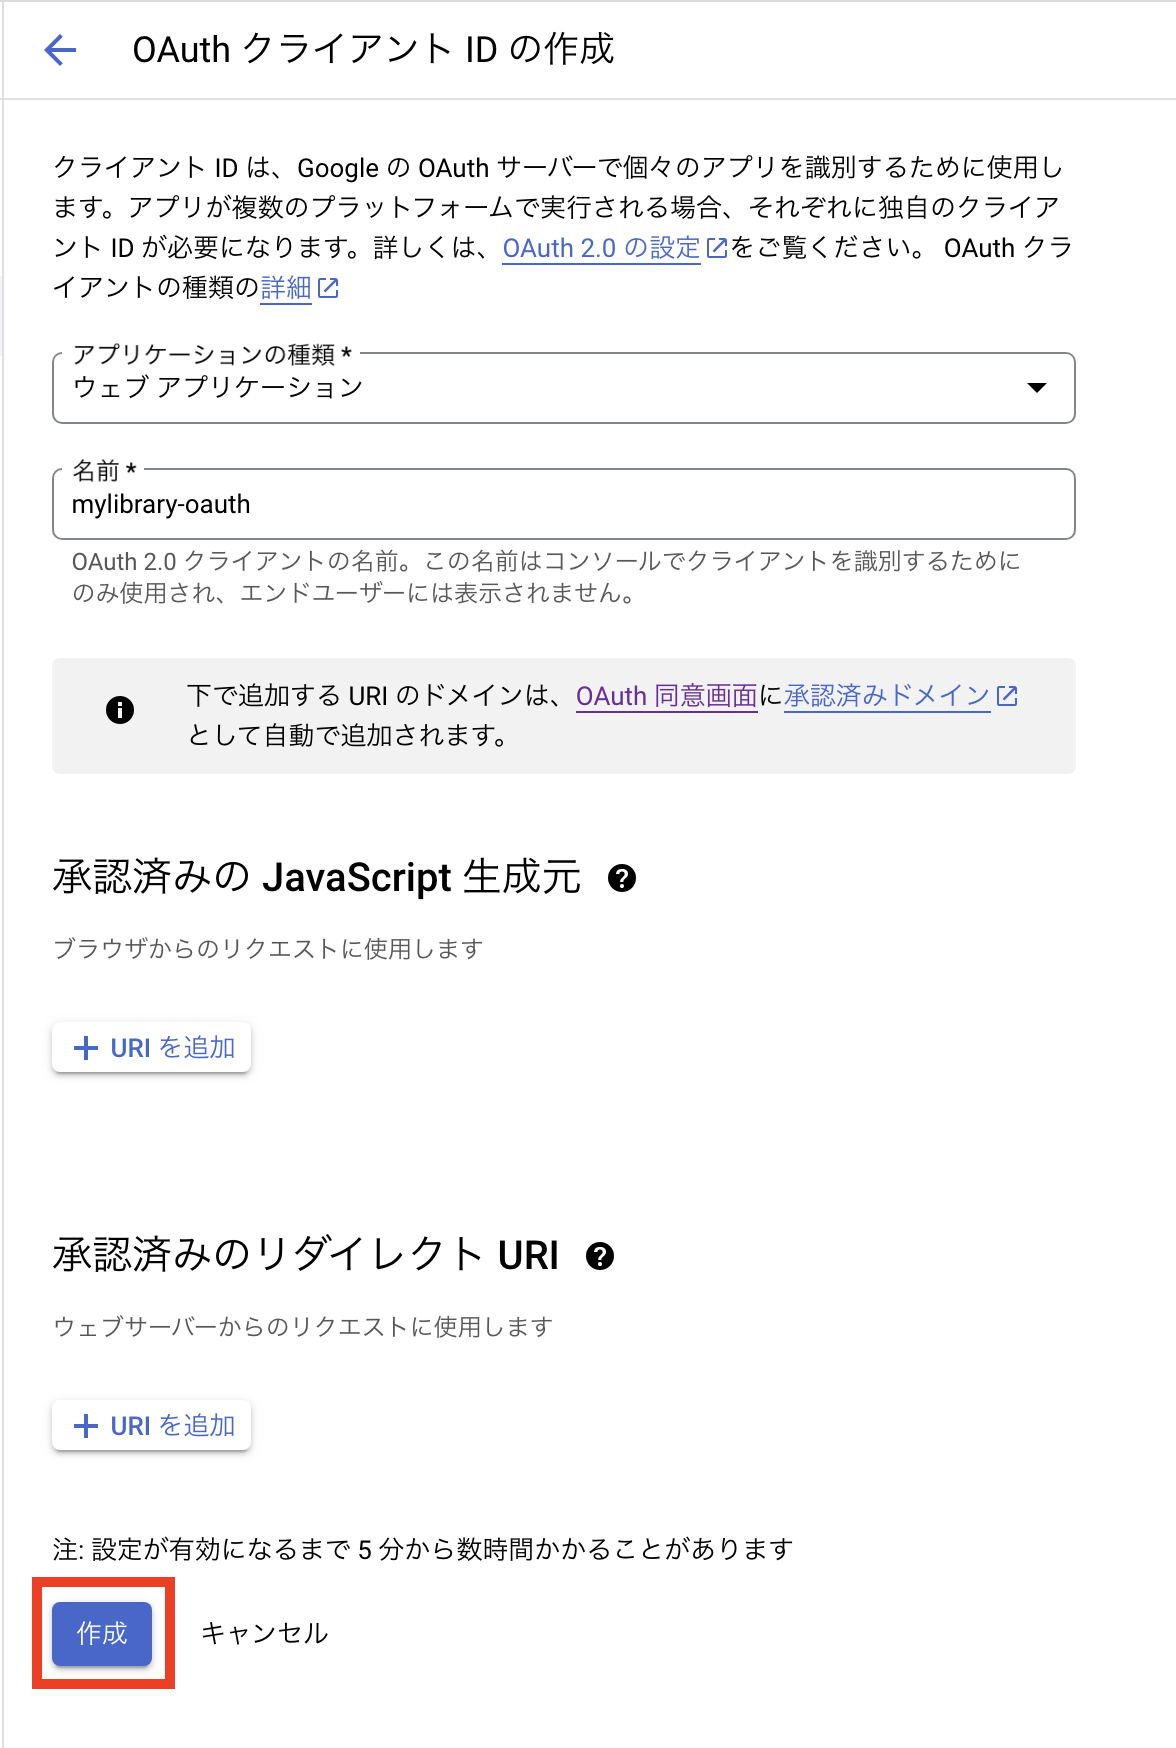 OAuth クライアント ID の作成
クライアント ID は、Google の OAuth サーバーで個々のアプリを識別するために使用し
ます。アプリが複数のプラットフォームで実行される場合、それぞれに独自のクライア
ント ID が必要になります。詳しくは、OAuth 2.0 の設定をご覧ください。 OAuth クラ
イアントの種類の詳細
アプリケーションの種類 *
ウェブ アプリケーション
名前 *
mylibrary-oauth
OAuth 2.0 クライアントの名前。この名前はコンソールでクライアントを識別するために
のみ使用され、エンドユーザーには表示されません。
下で追加する URI のドメインは、OAuth 同意画面に承認済みドメイン
として自動で追加されます。
承認済みの JavaScript 生成元
ブラウザからのリクエストに使用します
URI を追加
承認済みのリダイレクト URI
ウェブサーバーからのリクエストに使用します
URI を追加
注: 設定が有効になるまで 5 分から数時間かかることがあります
作成 キャンセル